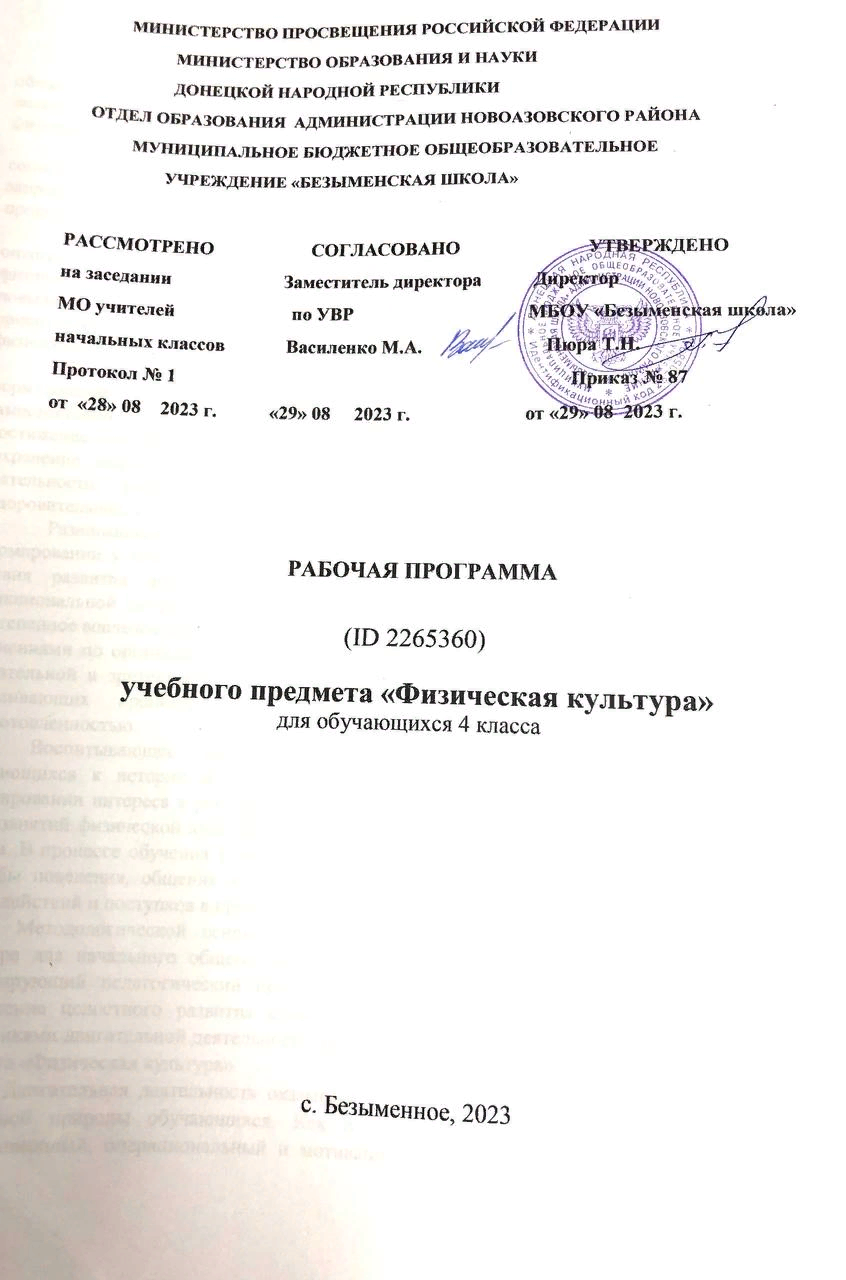 МИНИСТЕРСТВО ПРОСВЕЩЕНИЯ РОССИЙСКОЙ ФЕДЕРАЦИИ
МИНИСТЕРСТВО ОБРАЗОВАНИЯ И НАУКИ
ДОНЕЦКОЙ НАРОДНОЙ РЕСПУБЛИКИ
ОТДЕЛ ОБРАЗОВАНИЯ АДМИНИСТРАЦИИ НОВОАЗОВСКОГО РАЙОНА
МУНИЦИПАЛЬНОЕ БЮДЖЕТНОЕ ОБЩЕОБРАЗОВАТЕЛЬНОЕ
УЧРЕЖДЕНИЕ «БЕЗЫМЕНСКАЯ ШКОЛА»
РАССМОТРЕНО
на заседании
МО учителей
начальных классов
Протокол № 1
от «28» 08 2023 г.
СОГЛАСОВАНО
Заместитель директора
по УВР
Василенко М.А.
«29» 08 2023 г.
УТВЕРЖДЕНО
Директор
МБОУ «Безыменская школа»
Пюра Т.Н.
Приказ № 87
от «29» 08 2023 г.
РАБОЧАЯ ПРОГРАММА
(ID 2265360)
учебного предмета «Физическая культура»
для обучающихся 4 класса
с. Безыменное, 2023